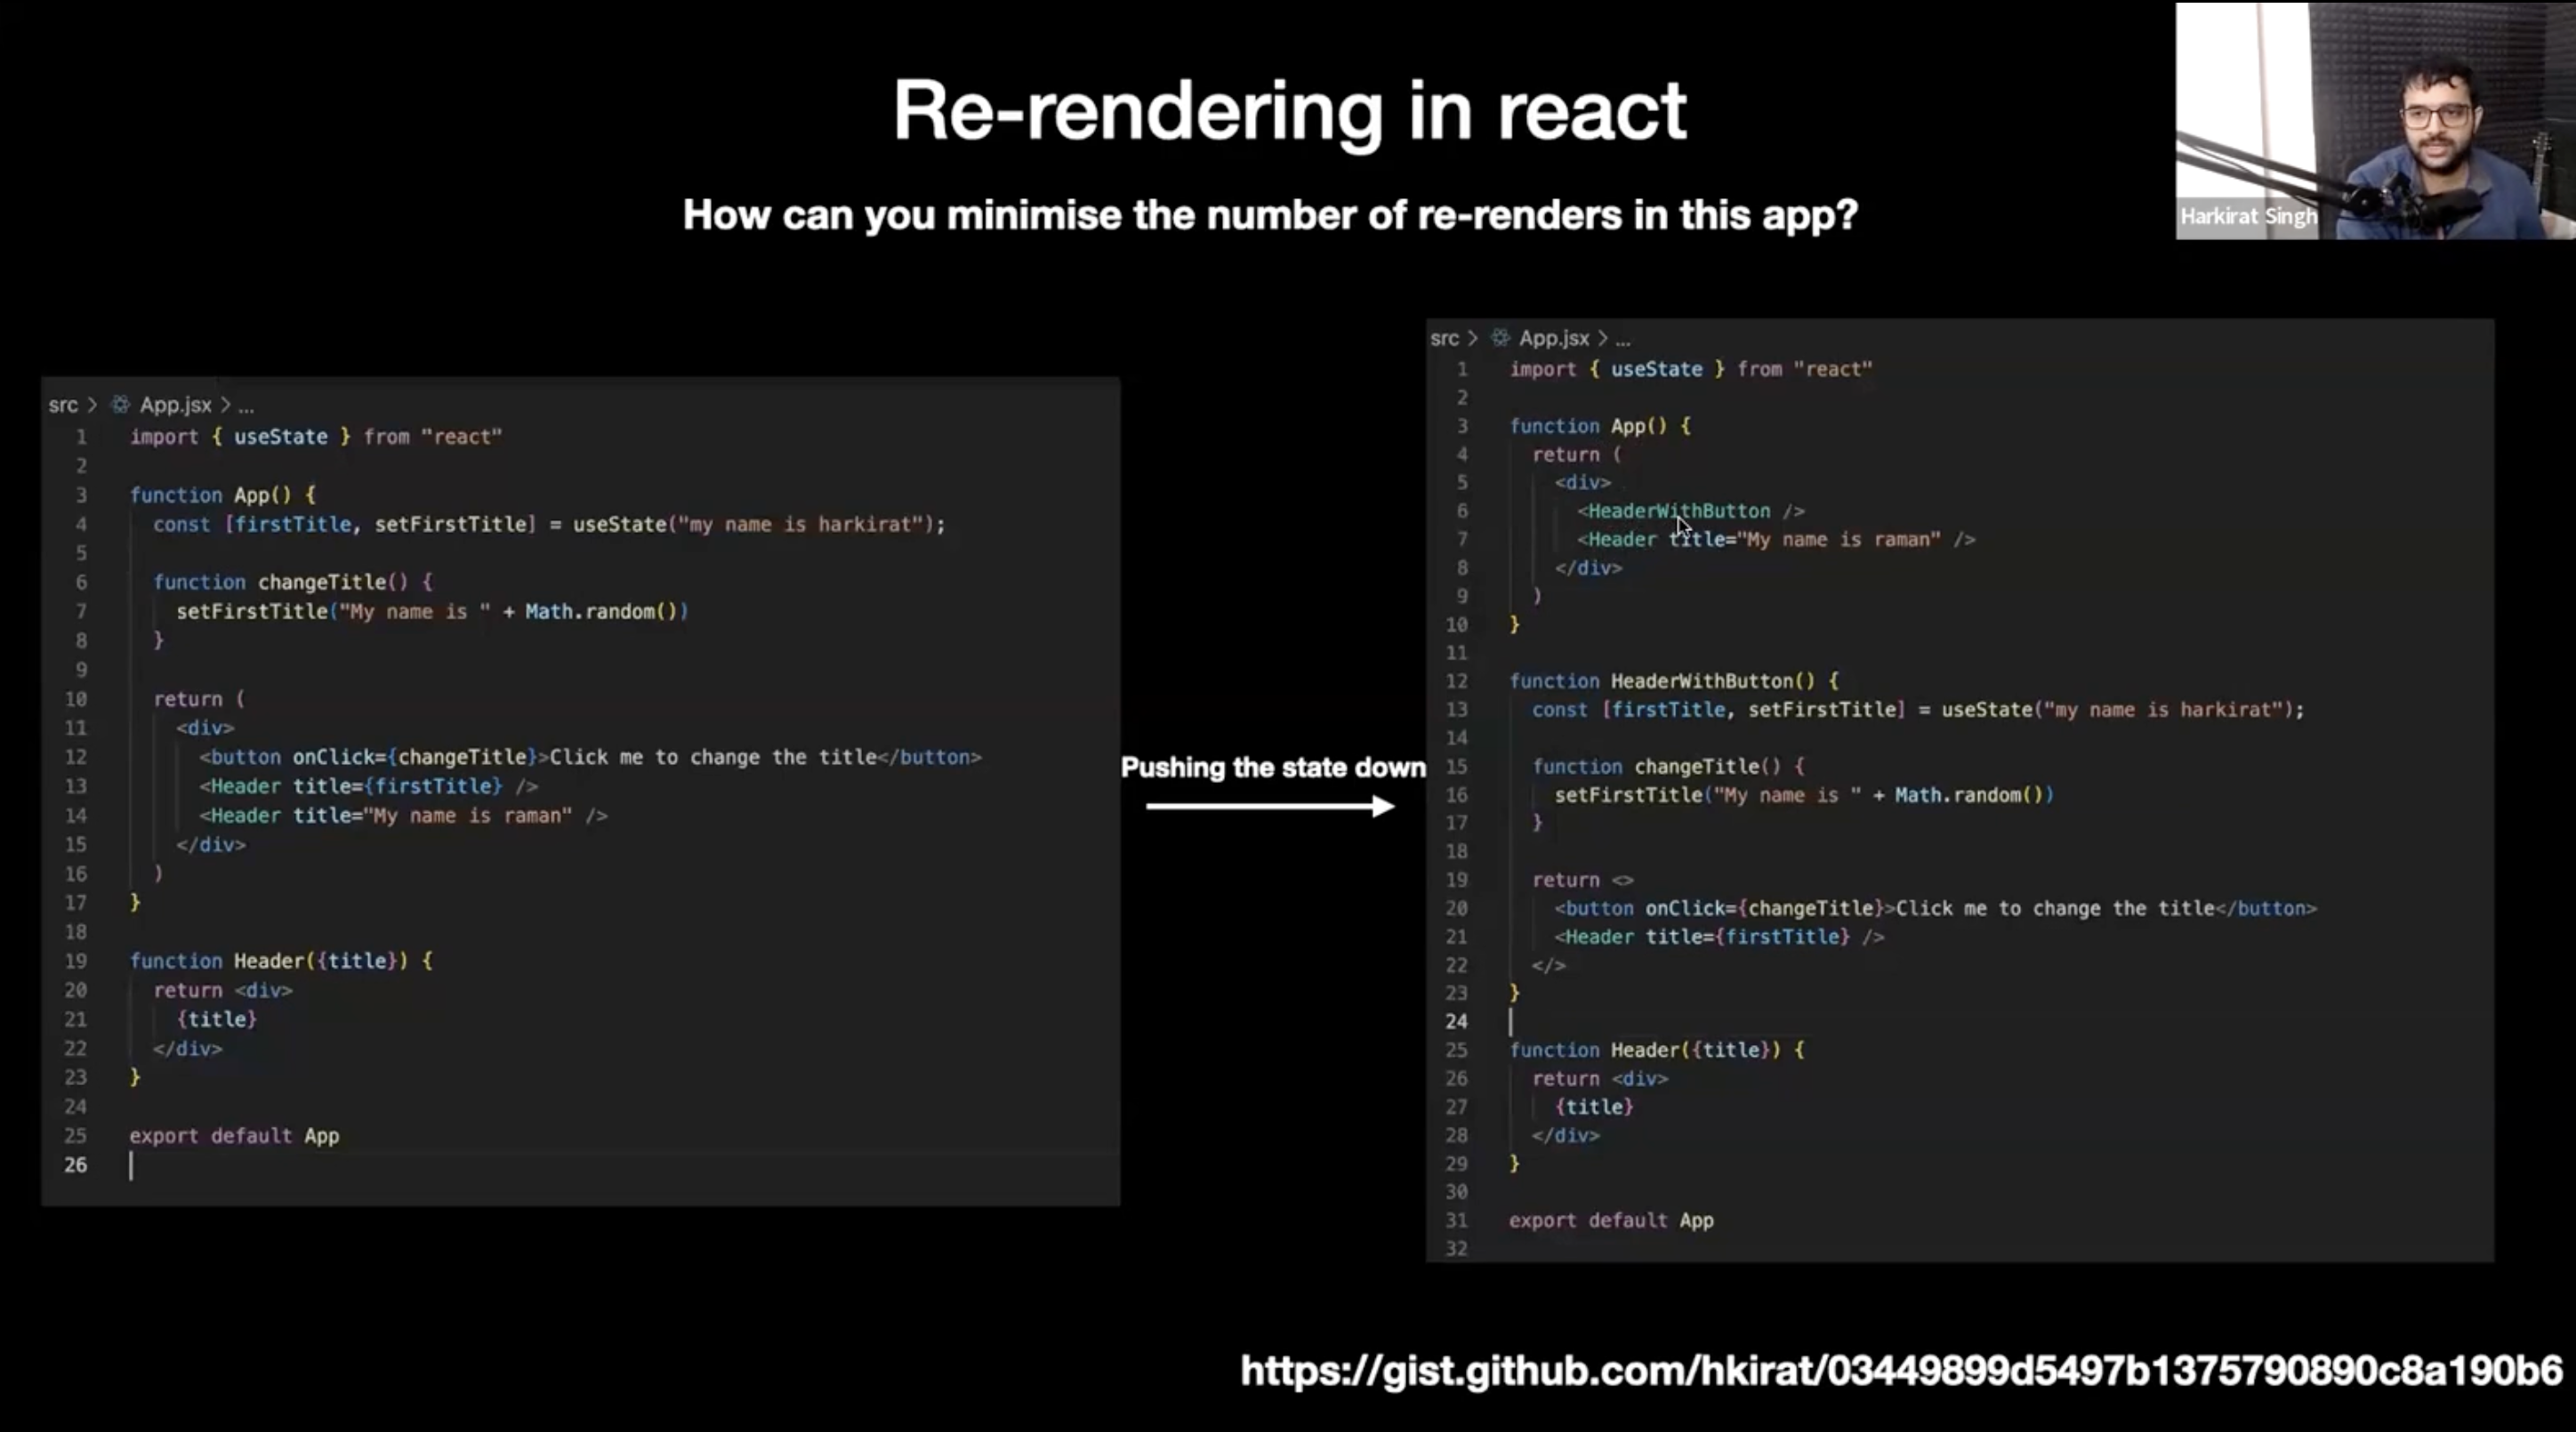 Re-rendering in react
How can you minimise the number of re-renders in this app?
Harkirat Singh
src > App.jsx > ...
1 import { useState } from "react"
2
3 function App() {
4 const [firstTitle, setFirstTitle] = useState("my name is harkirat");
5
6 function changeTitle() {
7 setFirstTitle("My name is " + Math.random())
8 }
9
10 return (
11 <div>
12 <button onClick={changeTitle}>Click me to change the title</button>
13 <Header title={firstTitle} />
14 <Header title="My name is raman" />
15 </div>
16 )
17 }
18
19 function Header({title}) {
20 return <div>
21 {title}
22 </div>
23 }
24
25 export default App
26
Pushing the state down
src > App.jsx > ...
1 import { useState } from "react"
2
3 function App() {
4 return (
5 <div>
6 <HeaderWithButton />
7 <Header title="My name is raman" />
8 </div>
9 )
10 }
11
12 function HeaderWithButton() {
13 const [firstTitle, setFirstTitle] = useState("my name is harkirat");
14
15 function changeTitle() {
16 setFirstTitle("My name is " + Math.random())
17 }
18
19 return <>
20 <button onClick={changeTitle}>Click me to change the title</button>
21 <Header title={firstTitle} />
22 </>
23 }
24
25 function Header({title}) {
26 return <div>
27 {title}
28 </div>
29 }
30
31 export default App
32
https://gist.github.com/hkirat/03449899d5497b1375790890c8a190b6